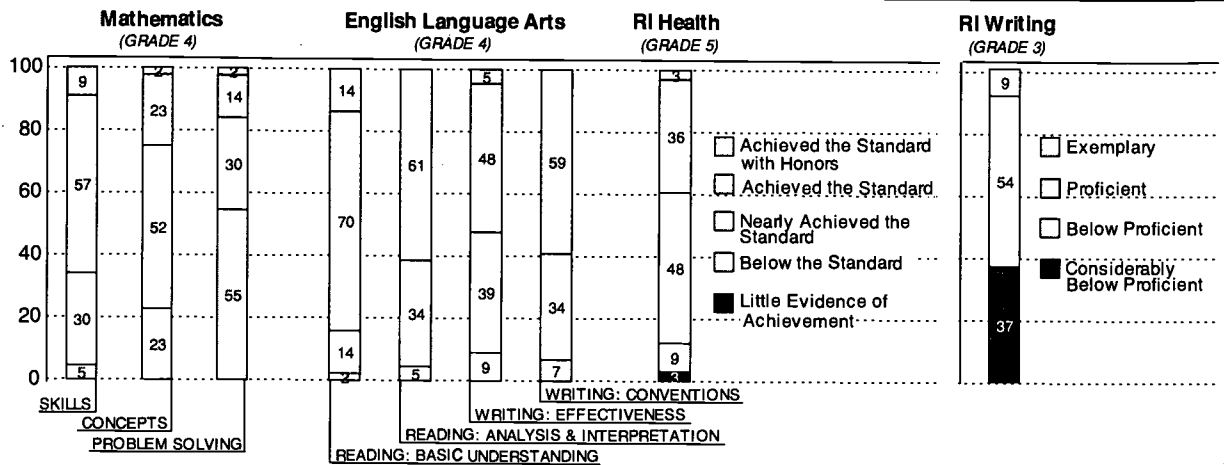 Mathematics
(GRADE 4)
English Language Arts
(GRADE 4)
RI Health
(GRADE 5)
RI Writing
(GRADE 3)
100
80
60
40
20
0
9
57
30
5
2
23
52
23
2
14
30
55
14
70
14
2
61
34
5
5
48
39
9
59
34
7
3
36
48
9
3
Achieved the Standard
with Honors
Achieved the Standard
Nearly Achieved the
Standard
Below the Standard
Little Evidence of
Achievement
9
54
37
Exemplary
Proficient
Below Proficient
Considerably
Below Proficient
SKILLS
CONCEPTS
PROBLEM SOLVING
WRITING: CONVENTIONS
WRITING: EFFECTIVENESS
READING: ANALYSIS & INTERPRETATION
READING: BASIC UNDERSTANDING